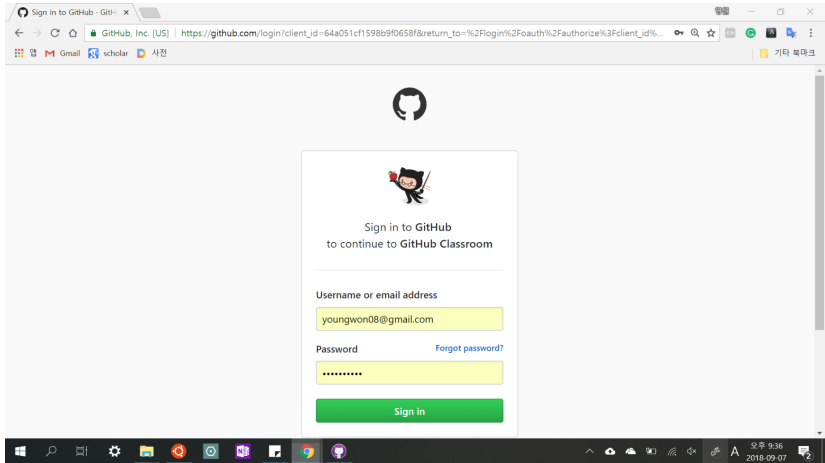 Sign in to GitHub · GitH
GitHub, Inc. [US] | https://github.com/login?client_id=64a051cf1598b9f0658f&return_to=%2Flogin%2Foauth%2Fauthorize%3Fclient_id%...
앱 Gmail scholar 사전 기타 북마크
Sign in to GitHub
to continue to GitHub Classroom
Username or email address
youngwon08@gmail.com
Password Forgot password?
••••••••••
Sign in
A 오후 9:36
2018-09-07 2